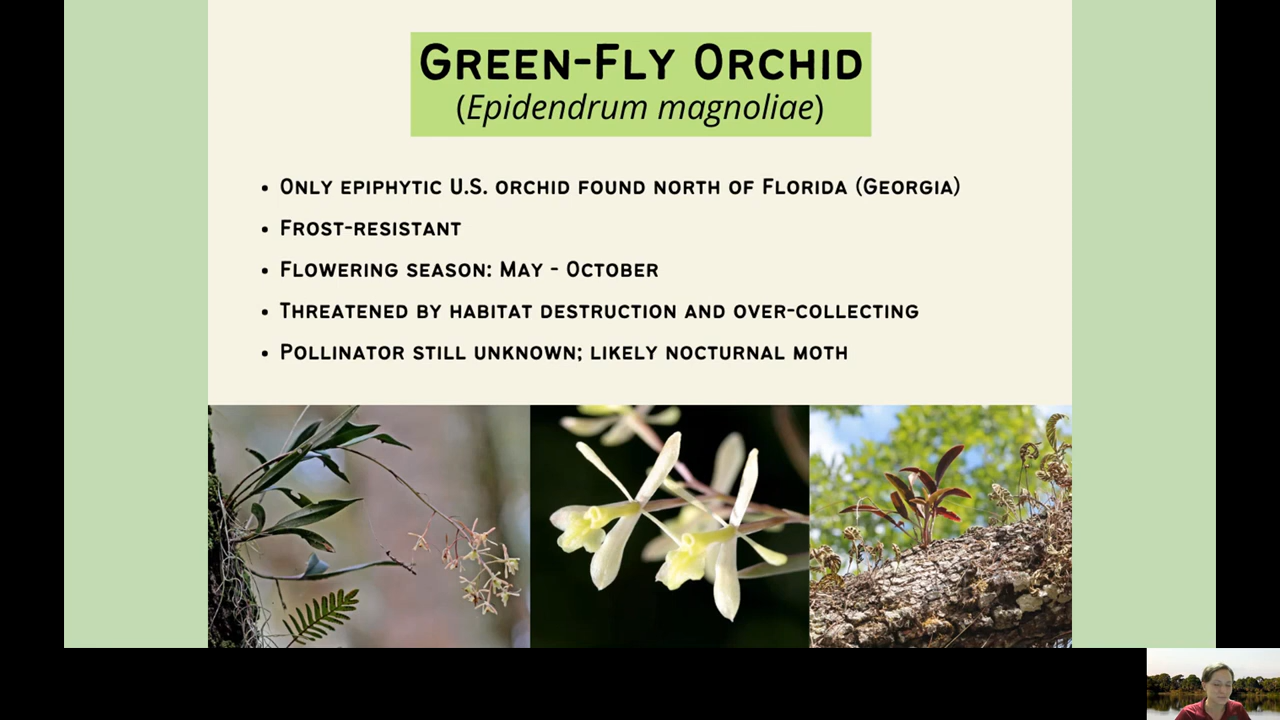 Green-Fly Orchid
(Epidendrum magnoliae)
• Only epiphytic U.S. orchid found north of Florida (Georgia)
• Frost-resistant
• Flowering season: May - October
• Threatened by habitat destruction and over-collecting
• Pollinator still unknown; likely nocturnal moth